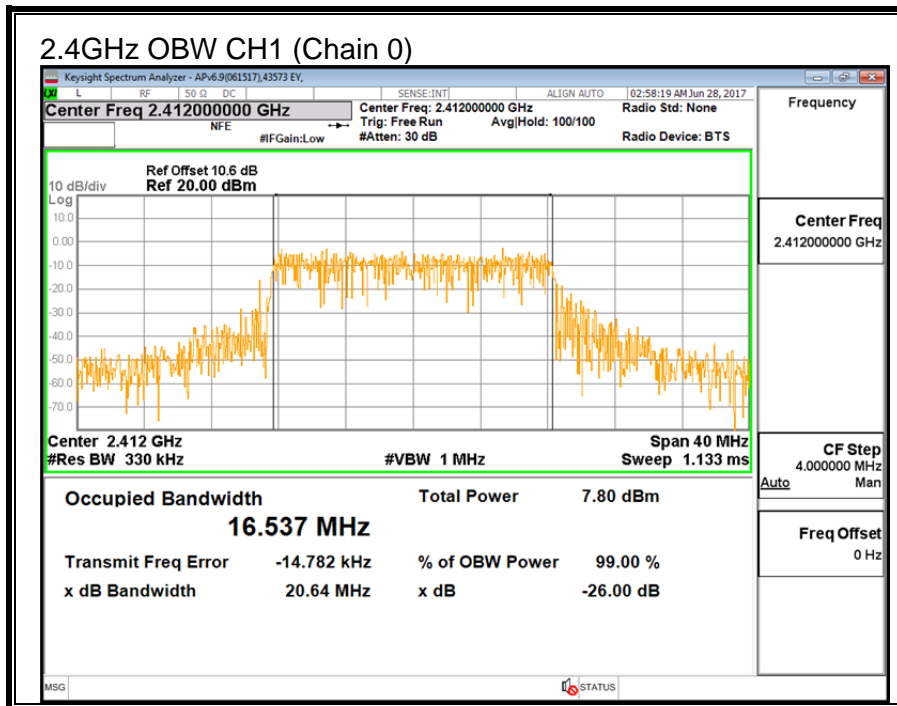 2.4GHz OBW CH1 (Chain 0)
Keysight Spectrum Analyzer - APv6.9(061517),43573 EY,
LXI L RF 50 Ω DC SENSE:INT ALIGN AUTO 02:58:19 AM Jun 28, 2017
Center Freq 2.412000000 GHz Center Freq: 2.412000000 GHz Radio Std: None
NFE Trig: Free Run Avg|Hold: 100/100
#IFGain:Low #Atten: 30 dB Radio Device: BTS
Frequency
Ref Offset 10.6 dB
10 dB/div Ref 20.00 dBm
Log
10.0
0.00
-10.0
-20.0
-30.0
-40.0
-50.0
-60.0
-70.0
Center 2.412 GHz Span 40 MHz
#Res BW 330 kHz #VBW 1 MHz Sweep 1.133 ms
Center Freq
2.412000000 GHz
CF Step
4.000000 MHz
Auto Man
Freq Offset
0 Hz
Occupied Bandwidth Total Power 7.80 dBm
16.537 MHz
Transmit Freq Error -14.782 kHz % of OBW Power 99.00 %
x dB Bandwidth 20.64 MHz x dB -26.00 dB
MSG STATUS